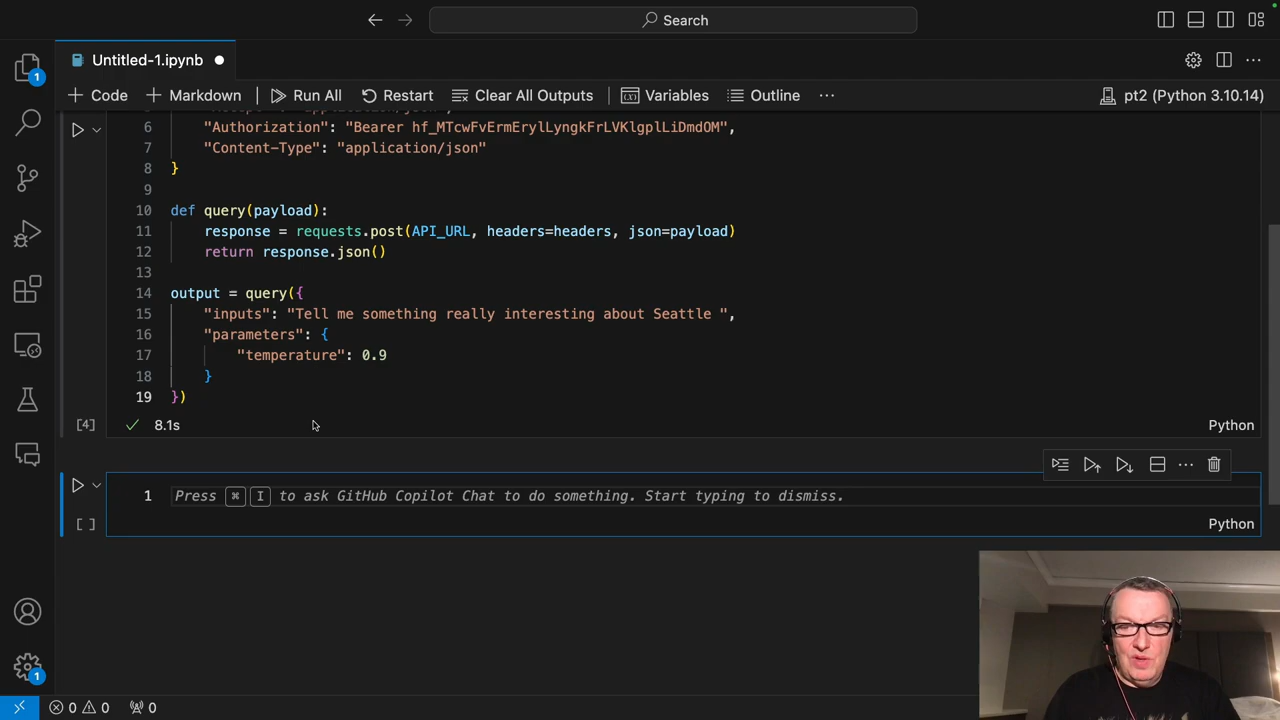 Search
Untitled-1.ipynb
1
Code
Markdown
Run All
Restart
Clear All Outputs
Variables
Outline
...
pt2 (Python 3.10.14)
6 "Authorization": "Bearer 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",
7 "Content-Type": "application/json"
8 }
9
10 def query(payload):
11 response = requests.post(API_URL, headers=headers, json=payload)
12 return response.json()
13
14 output = query({
15 "inputs": "Tell me something really interesting about Seattle ",
16 "parameters": {
17 "temperature": 0.9
18 }
19 })
[4] 8.1s Python
1 Press ⌘ I to ask GitHub Copilot Chat to do something. Start typing to dismiss.
[ ] Python
1
0 0 0